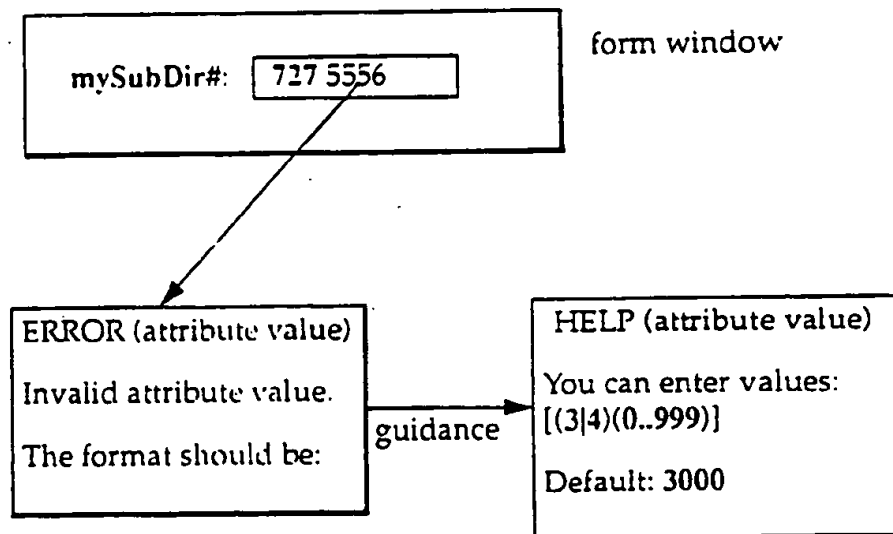 form window
mySubDir#: 727 5556
ERROR (attribute value)
Invalid attribute value.
The format should be:
guidance
HELP (attribute value)
You can enter values:
[(3|4)(0..999)]
Default: 3000